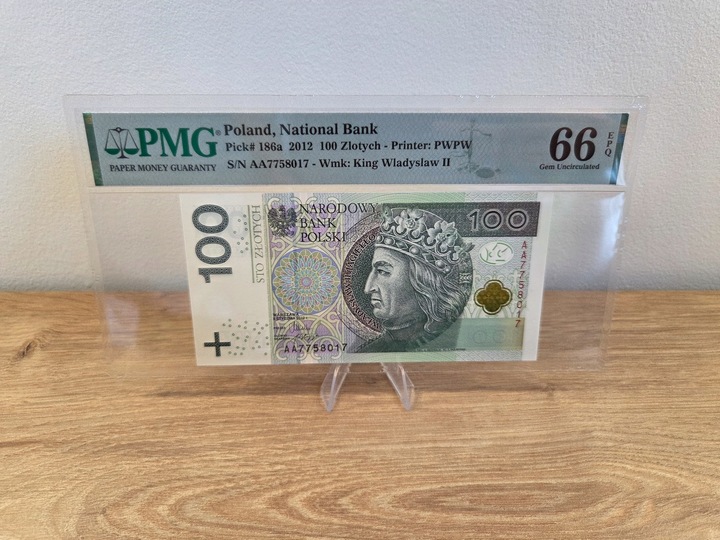 PMG
PAPER MONEY GUARANTY
Poland, National Bank
Pick# 186a 2012 100 Zlotych - Printer: PWPW
S/N AA7758017 - Wmk: King Wladyslaw II
66
EPQ
Gem Uncirculated
100
STO ZŁOTYCH
NARODOWY
BANK
POLSKI
100
AA7758017
AA7758017